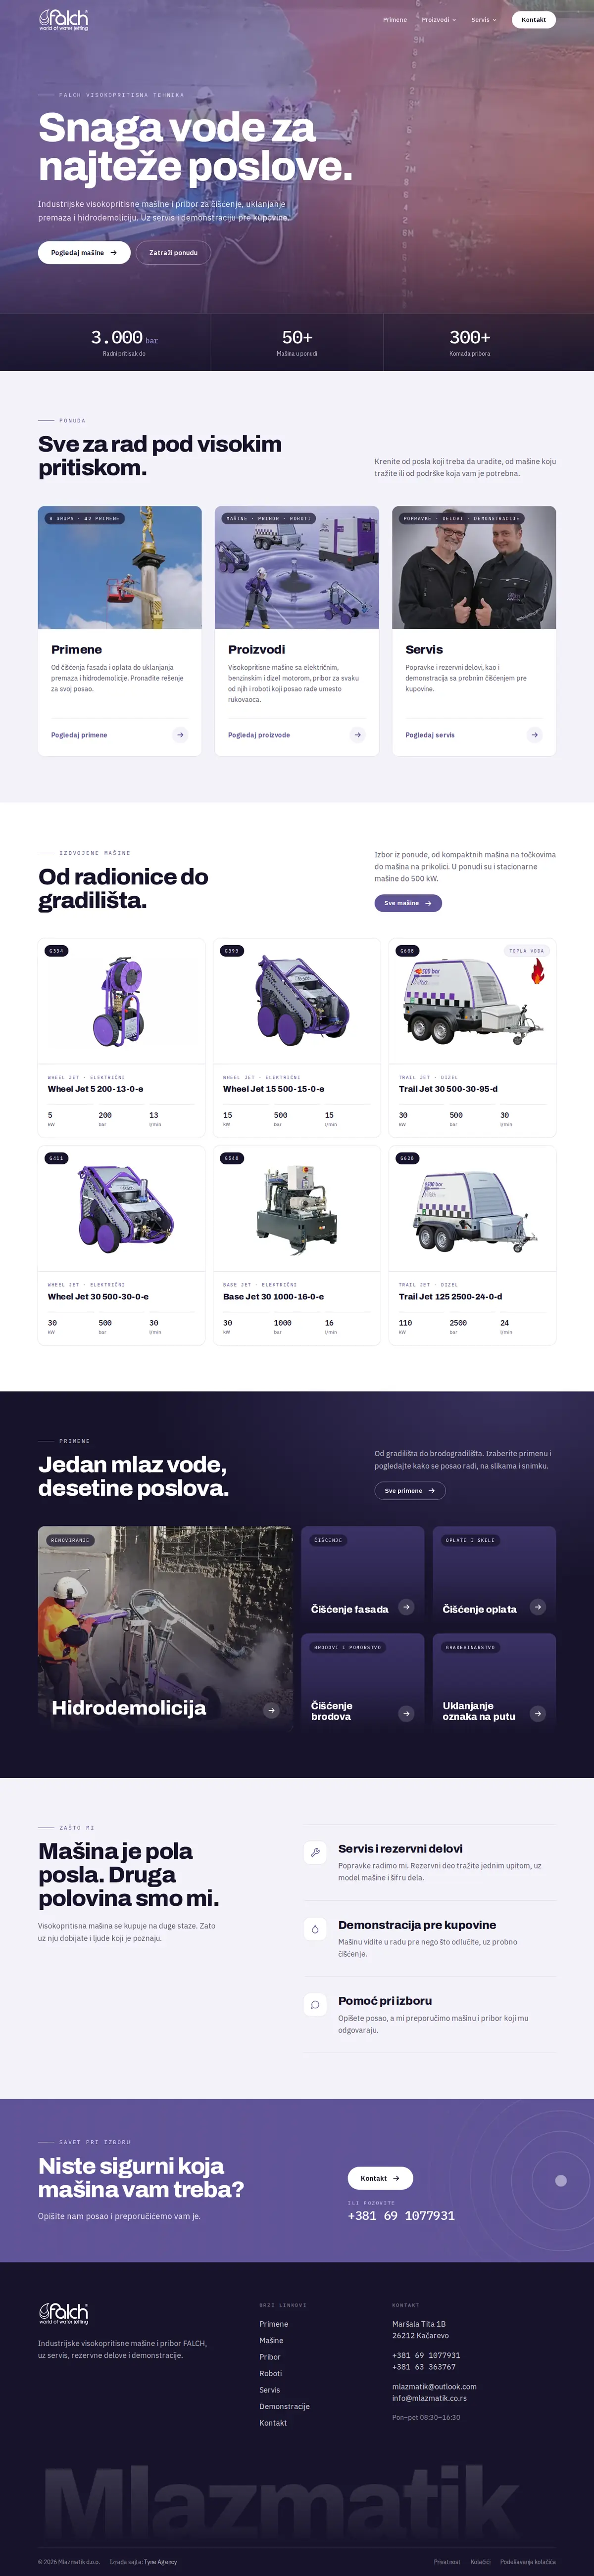 falch
world of water jetting
Primene
Proizvodi
Servis
Kontakt
FALCH VISOKOPRITISNA TEHNIKA
Snaga vode za
najteže poslove.
Industrijske visokopritisne mašine i pribor za čišćenje, uklanjanje
premaza i hidrodemoliciju. Uz servis i demonstraciju pre kupovine.
Pogledaj mašine
Zatraži ponudu
3.000 bar
Radni pritisak do
50+
Mašina u ponudi
300+
Komada pribora
PONUDA
Sve za rad pod visokim
pritiskom.
Krenite od posla koji treba da uradite, od mašine koju
tražite ili od podrške koja vam je potrebna.
8 GRUPA · 42 PRIMENE
Primene
Od čišćenja fasada i oplata do uklanjanja
premaza i hidrodemolicije. Pronađite rešenje
za svoj posao.
Pogledaj primene
MAŠINE · PRIBOR · ROBOTI
Proizvodi
Visokopritisne mašine sa električnim,
benzinskim i dizel motorom, pribor za svaku
od njih i roboti koji posao rade umesto
rukovaoca.
Pogledaj proizvode
POPRAVKE · DELOVI · DEMONSTRACIJE
Servis
Popravke i rezervni delovi, kao i
demonstracija sa probnim čišćenjem pre
kupovine.
Pogledaj servis
IZDVOJENE MAŠINE
Od radionice do
gradilišta.
Izbor iz ponude, od kompaktnih mašina na točkovima
do mašina na prikolici. U ponudi su i stacionarne
mašine do 500 kW.
Sve mašine
G334
WHEEL JET · ELEKTRIČNI
Wheel Jet 5 200-13-0-e
5
kW
200
bar
13
l/min
G393
WHEEL JET · ELEKTRIČNI
Wheel Jet 15 500-15-0-e
15
kW
500
bar
15
l/min
G608
TOPLA VODA
500 bar
TRAIL JET · DIZEL
Trail Jet 30 500-30-95-d
30
kW
500
bar
30
l/min
G411
WHEEL JET · ELEKTRIČNI
Wheel Jet 30 500-30-0-e
30
kW
500
bar
30
l/min
G548
BASE JET · ELEKTRIČNI
Base Jet 30 1000-16-0-e
30
kW
1000
bar
16
l/min
G628
TRAIL JET · DIZEL
Trail Jet 125 2500-24-0-d
110
kW
2500
bar
24
l/min
PRIMENE
Jedan mlaz vode,
desetine poslova.
Od gradilišta do brodogradilišta. Izaberite primenu i
pogledajte kako se posao radi, na slikama i snimku.
Sve primene
RENOVIRANJE
Hidrodemolicija
ČIŠĆENJE
Čišćenje fasada
OPLATE I SKELE
Čišćenje oplata
BRODOVI I POMORSTVO
Čišćenje
brodova
GRAĐEVINARSTVO
Uklanjanje
oznaka na putu
ZAŠTO MI
Mašina je pola
posla. Druga
polovina smo mi.
Visokopritisna mašina se kupuje na duge staze. Zato
uz nju dobijate i ljude koji je poznaju.
Servis i rezervni delovi
Popravke radimo mi. Rezervni deo tražite jednim upitom, uz
model mašine i šifru dela.
Demonstracija pre kupovine
Mašinu vidite u radu pre nego što odlučite, uz probno
čišćenje.
Pomoć pri izboru
Opišete posao, a mi preporučimo mašinu i pribor koji mu
odgovaraju.
SAVET PRI IZBORU
Niste sigurni koja
mašina vam treba?
Opišite nam posao i preporučićemo vam je.
Kontakt
ILI POZOVITE
+381 69 1077931
falch
world of water jetting
Industrijske visokopritisne mašine i pribor FALCH,
uz servis, rezervne delove i demonstracije.
BRZI LINKOVI
Primene
Mašine
Pribor
Roboti
Servis
Demonstracije
Kontakt
KONTAKT
Maršala Tita 1B
26212 Kačarevo
+381 69 1077931
+381 63 363767
mlazmatik@outlook.com
info@mlazmatik.co.rs
Pon–pet 08:30–16:30
Mlazmatik
© 2026 Mlazmatik d.o.o.
Izrada sajta: Tyne Agency
Privatnost
Kolačići
Podešavanja kolačića